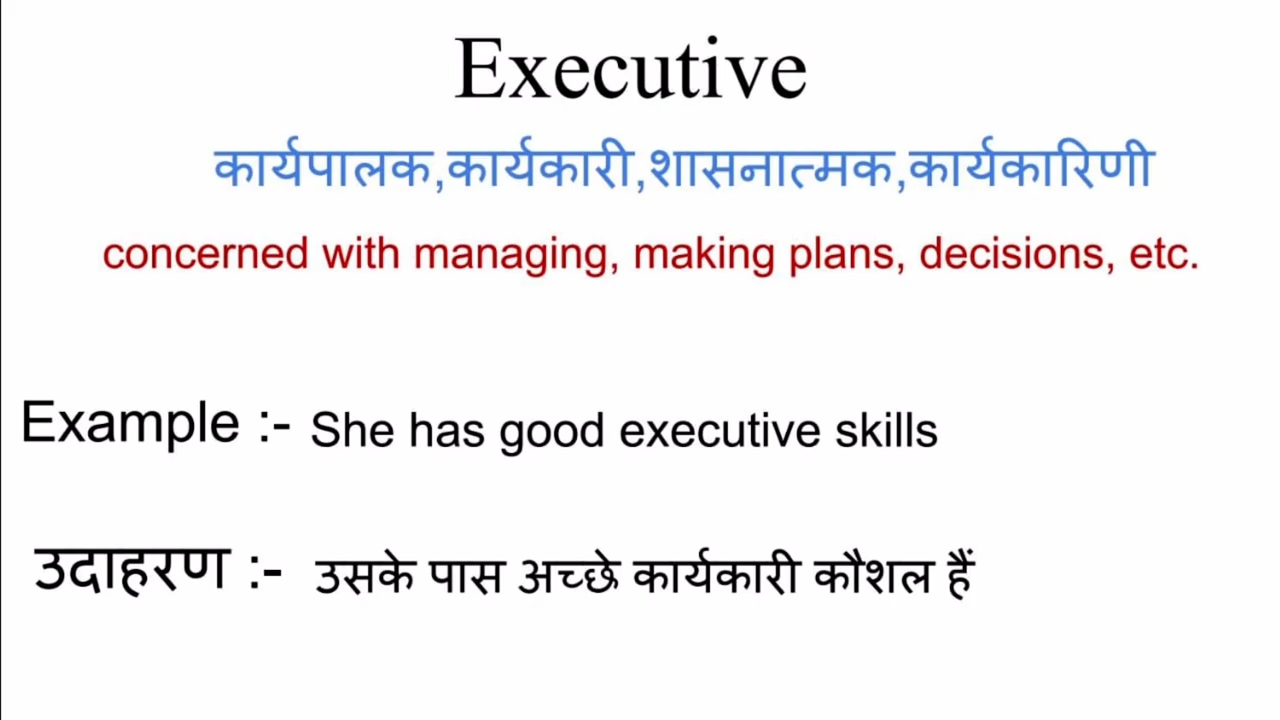 Executive
कार्यपालक,कार्यकारी,शासनात्मक,कार्यकारिणी
concerned with managing, making plans, decisions, etc.
Example :- She has good executive skills
उदाहरण :- उसके पास अच्छे कार्यकारी कौशल हैं